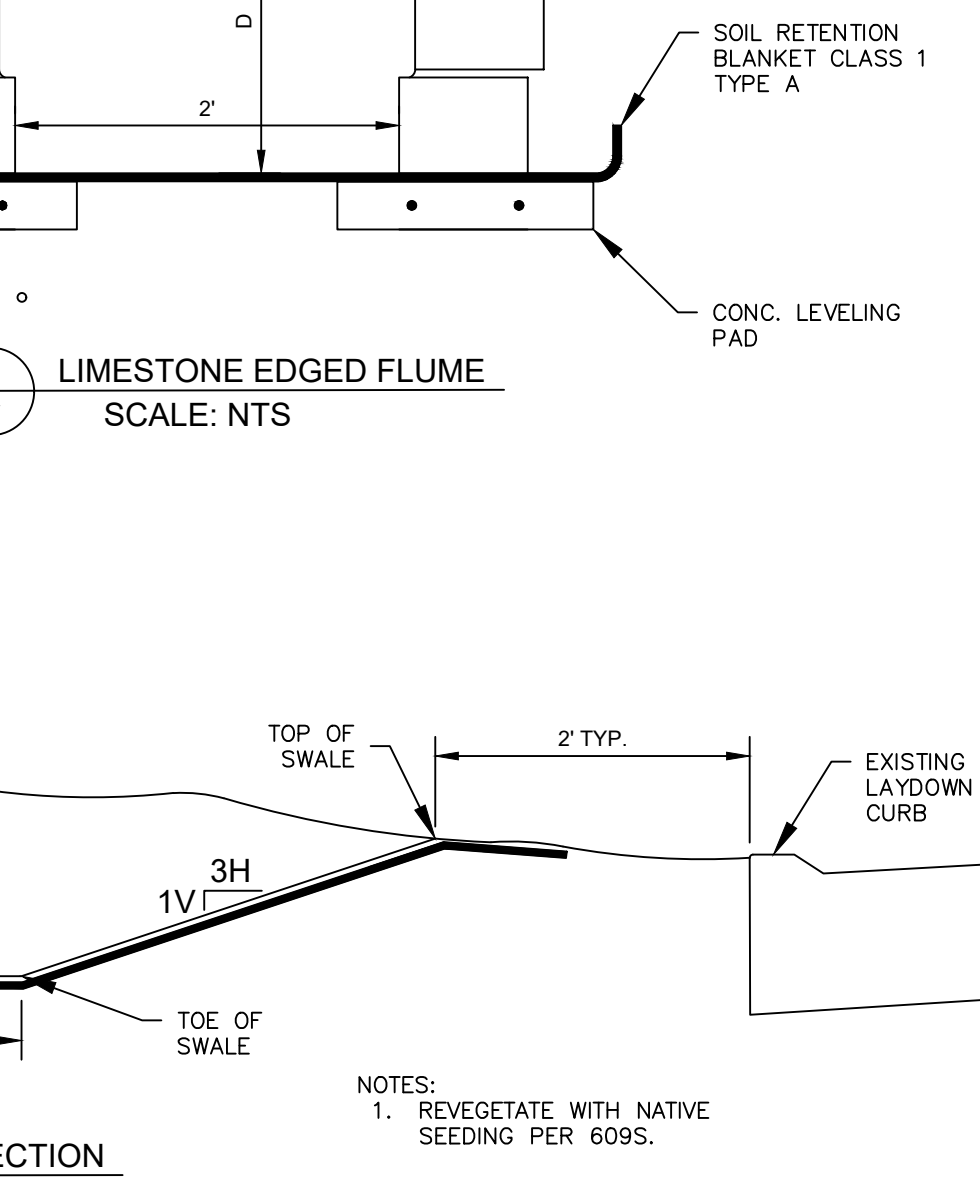 D
SOIL RETENTION
BLANKET CLASS 1
TYPE A
2'
CONC. LEVELING
PAD
LIMESTONE EDGED FLUME
SCALE: NTS
TOP OF
SWALE
2' TYP.
EXISTING
LAYDOWN
CURB
3H
1V
TOE OF
SWALE
NOTES:
1. REVEGETATE WITH NATIVE
SEEDING PER 609S.